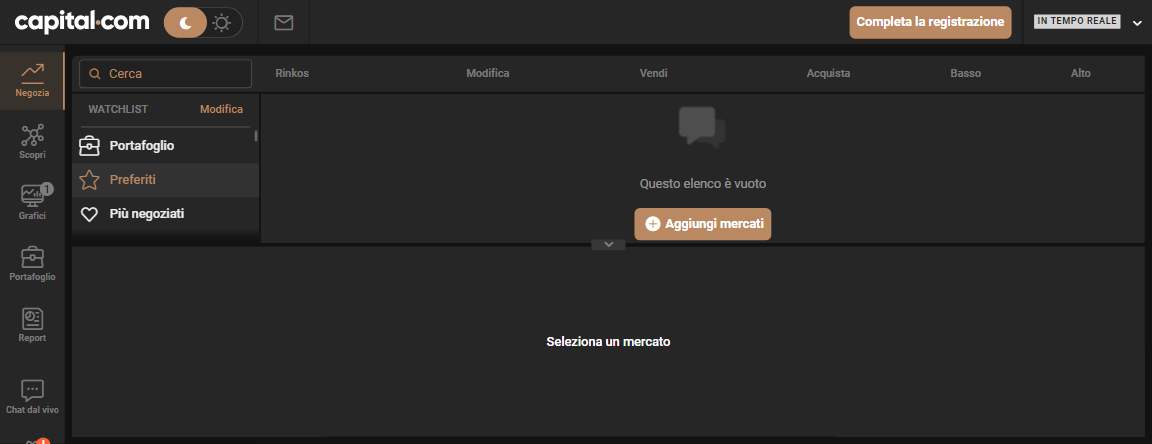 capital.com
Completa la registrazione
IN TEMPO REALE
Negozia
Scopri
1
Grafici
Portafoglio
Report
Chat dal vivo
Cerca
WATCHLIST
Modifica
Portafoglio
Preferiti
Più negoziati
Rinkos
Modifica
Vendi
Acquista
Basso
Alto
Questo elenco è vuoto
Aggiungi mercati
Seleziona un mercato